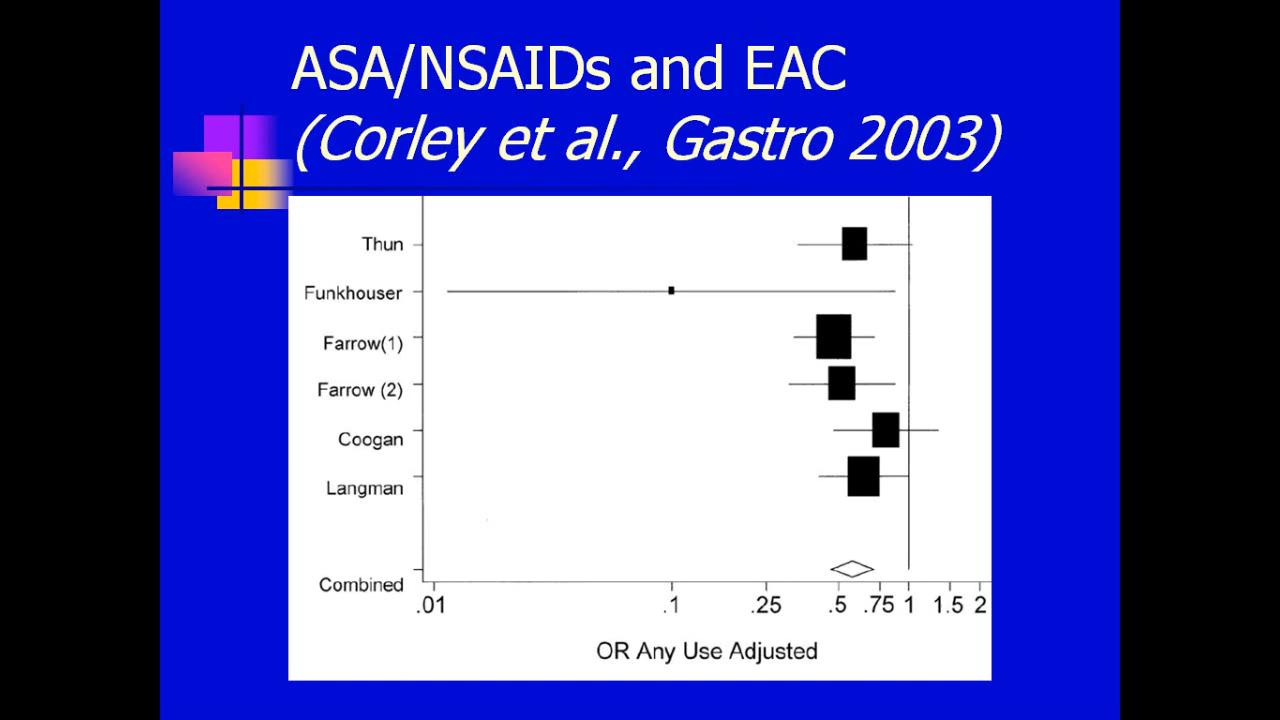 ASA/NSAIDs and EAC
(Corley et al., Gastro 2003)
Thun
Funkhouser
Farrow(1)
Farrow (2)
Coogan
Langman
Combined
.01 .1 .25 .5 .75 1 1.5 2
OR Any Use Adjusted